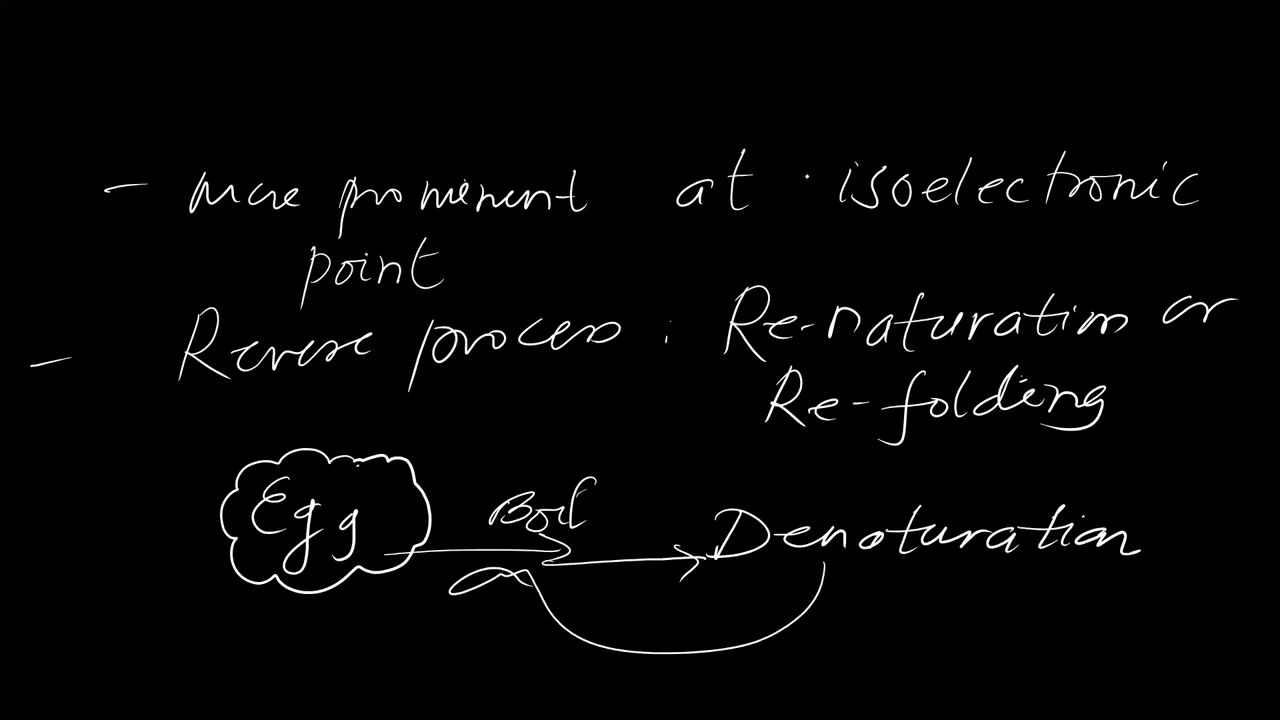 - More prominent at isoelectronic
point
- Reverse process : Re-naturation or
Re-folding
Egg Boil Denaturation